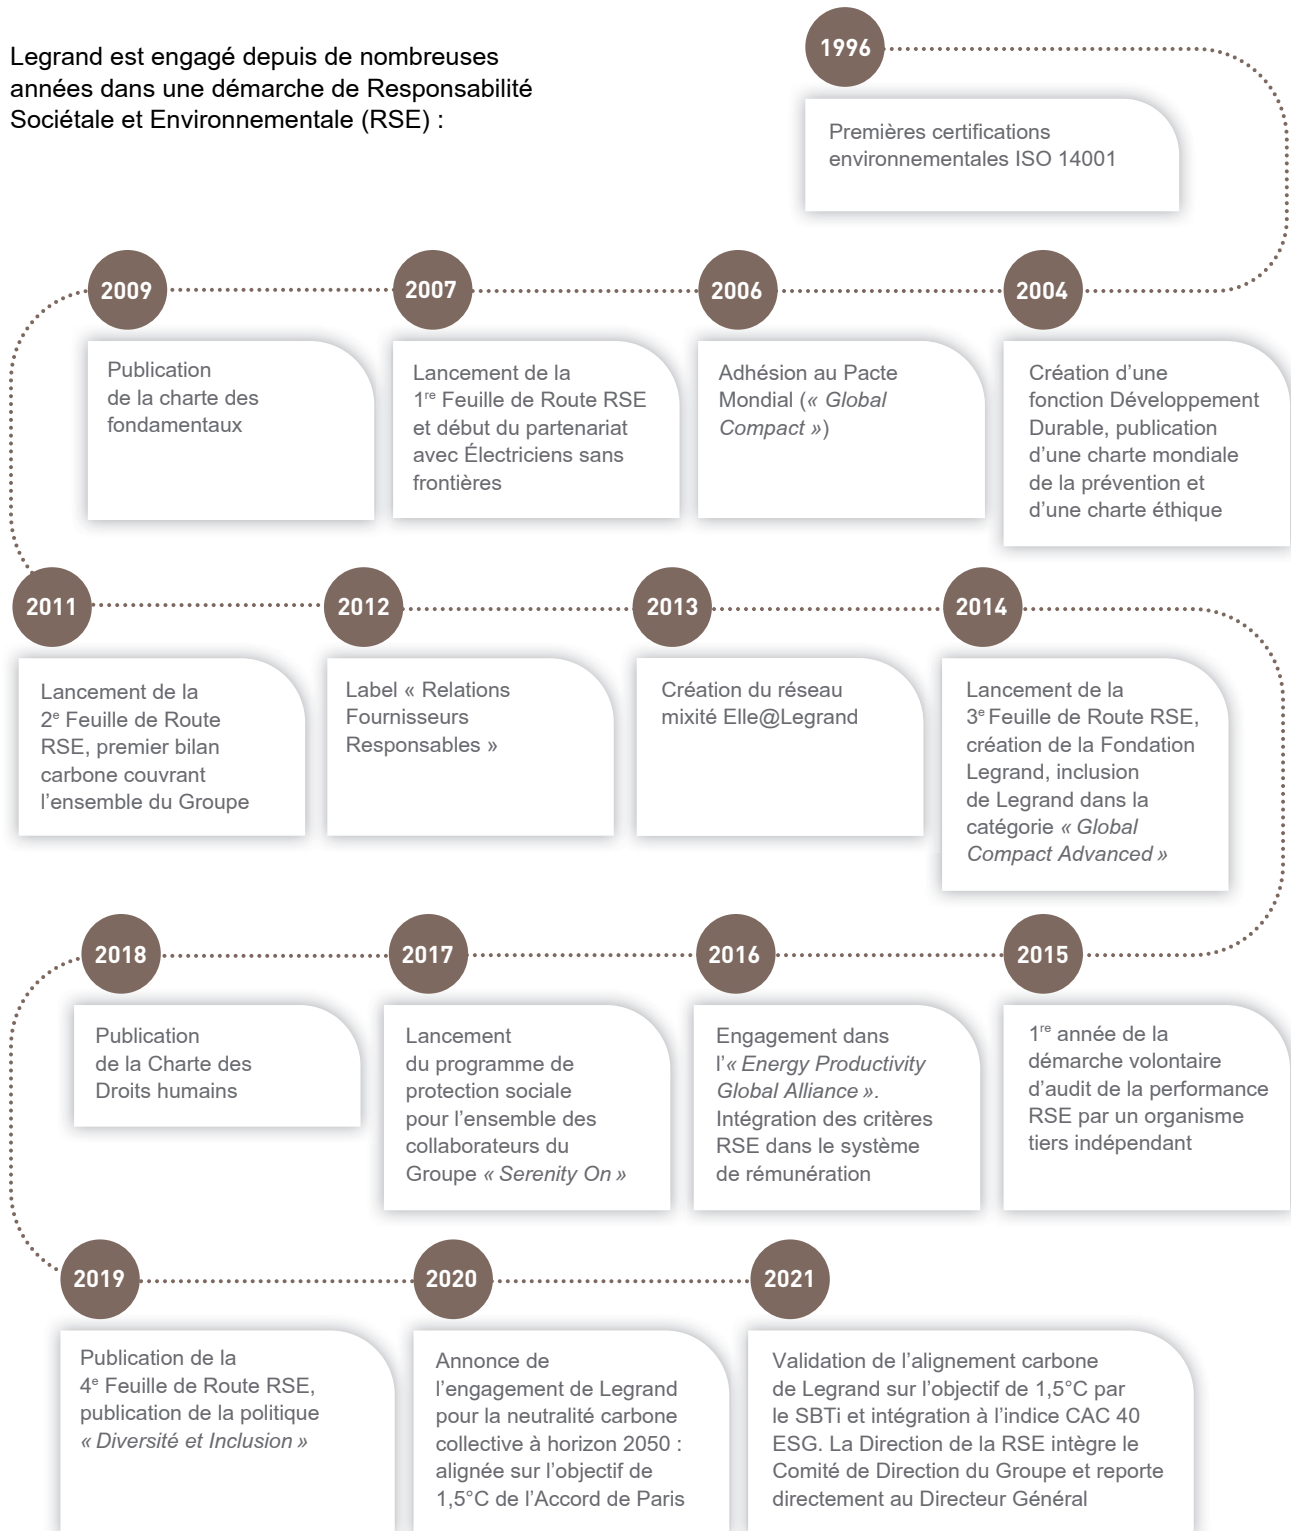 Legrand est engagé depuis de nombreuses
années dans une démarche de Responsabilité
Sociétale et Environnementale (RSE) :
1996
Premières certifications
environnementales ISO 14001
2004
Création d’une
fonction Développement
Durable, publication
d’une charte mondiale
de la prévention et
d’une charte éthique
2006
Adhésion au Pacte
Mondial (« Global
Compact »)
2007
Lancement de la
1re Feuille de Route RSE
et début du partenariat
avec Électriciens sans
frontières
2009
Publication
de la charte des
fondamentaux
2011
Lancement de la
2e Feuille de Route
RSE, premier bilan
carbone couvrant
l’ensemble du Groupe
2012
Label « Relations
Fournisseurs
Responsables »
2013
Création du réseau
mixité Elle@Legrand
2014
Lancement de la
3e Feuille de Route RSE,
création de la Fondation
Legrand, inclusion
de Legrand dans la
catégorie « Global
Compact Advanced »
2015
1re année de la
démarche volontaire
d’audit de la performance
RSE par un organisme
tiers indépendant
2016
Engagement dans
l’« Energy Productivity
Global Alliance ».
Intégration des critères
RSE dans le système
de rémunération
2017
Lancement
du programme de
protection sociale
pour l’ensemble des
collaborateurs du
Groupe « Serenity On »
2018
Publication
de la Charte des
Droits humains
2019
Publication de la
4e Feuille de Route RSE,
publication de la politique
« Diversité et Inclusion »
2020
Annonce de
l’engagement de Legrand
pour la neutralité carbone
collective à horizon 2050 :
alignée sur l’objectif de
1,5°C de l’Accord de Paris
2021
Validation de l’alignement carbone
de Legrand sur l’objectif de 1,5°C par
le SBTi et intégration à l’indice CAC 40
ESG. La Direction de la RSE intègre le
Comité de Direction du Groupe et reporte
directement au Directeur Général